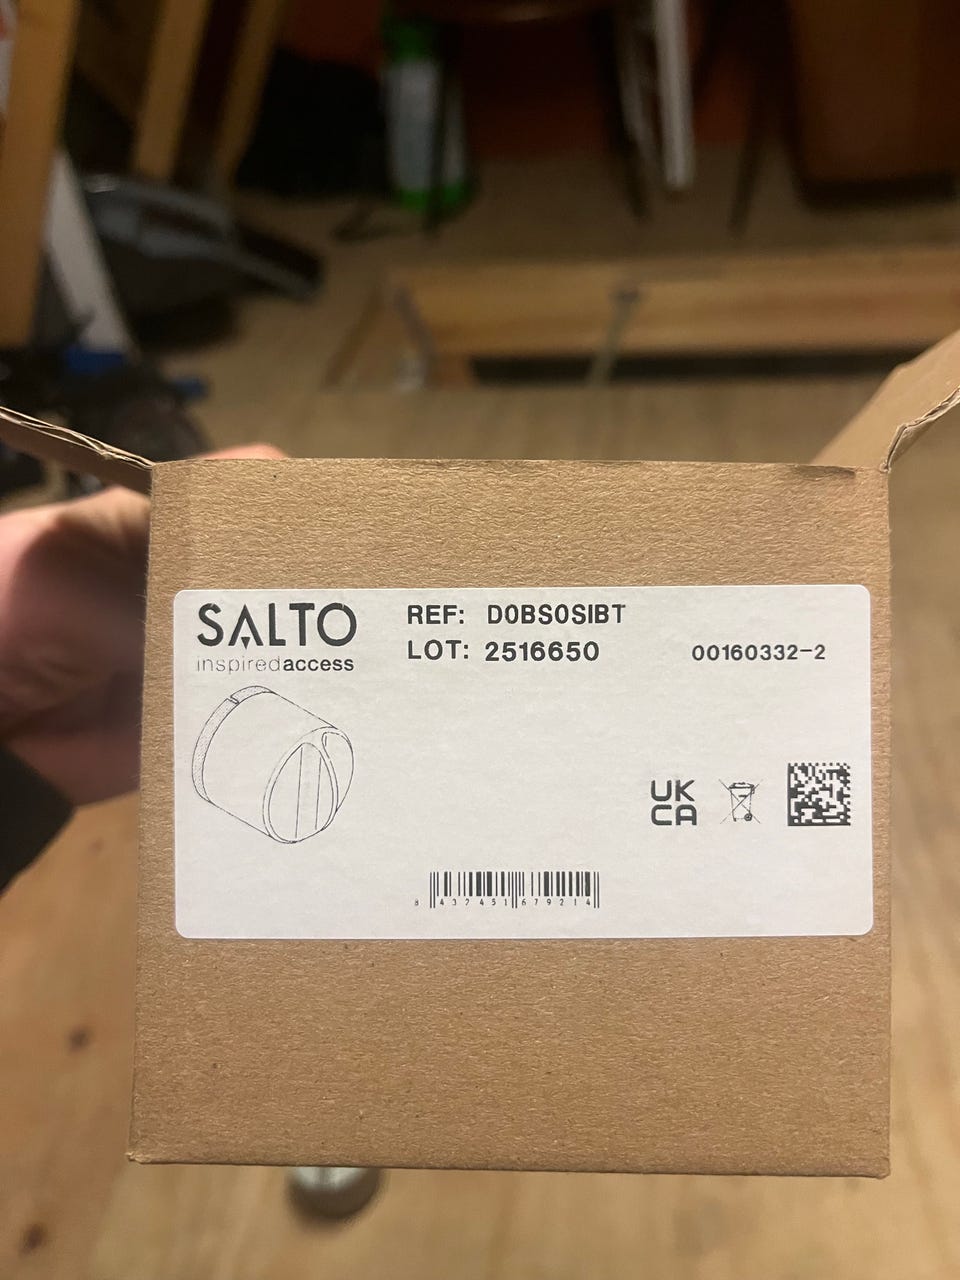 SALTO
inspiredaccess
REF: D0BS0SIBT
LOT: 2516650
00160332-2
UK
CA
8 437451 679214